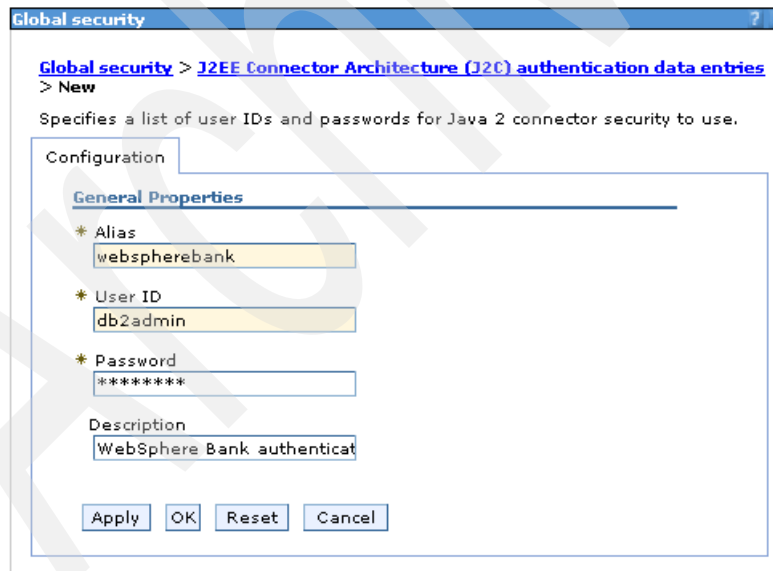 Global security ?
Global security > J2EE Connector Architecture (J2C) authentication data entries
> New
Specifies a list of user IDs and passwords for Java 2 connector security to use.
Configuration
General Properties
* Alias
webspherebank
* User ID
db2admin
* Password
********
Description
WebSphere Bank authenticat
Apply OK Reset Cancel